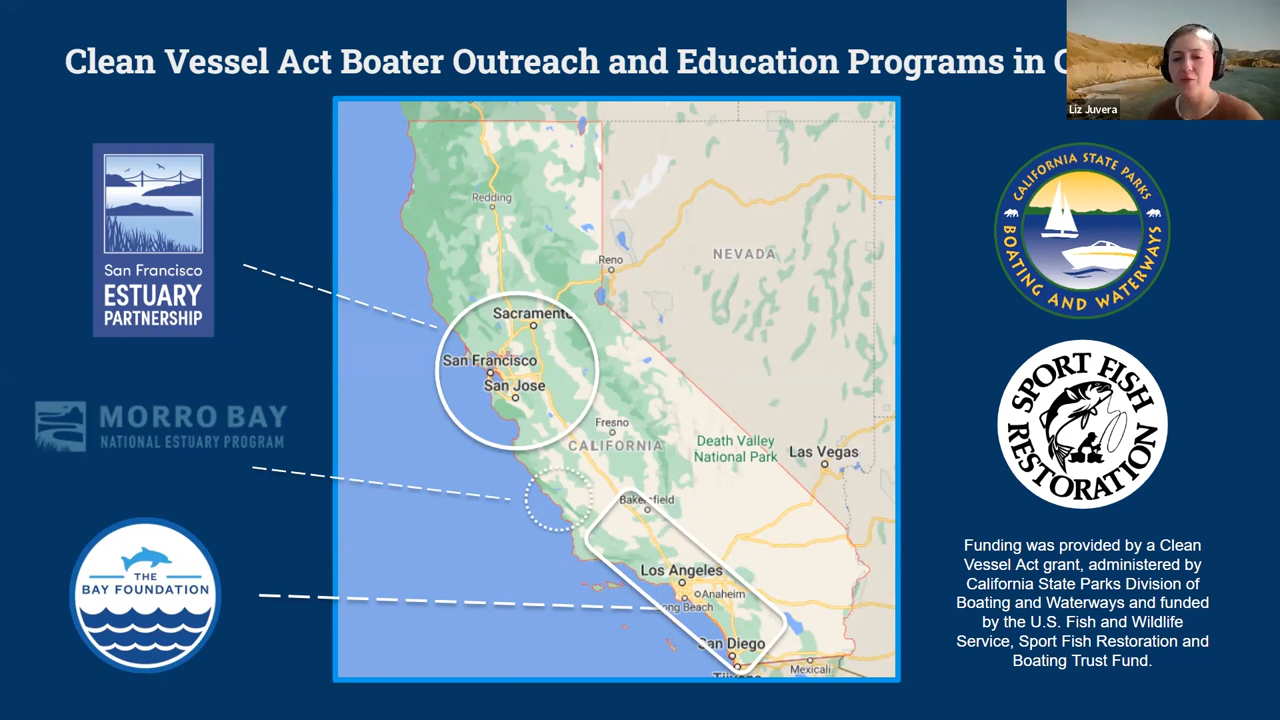 Clean Vessel Act Boater Outreach and Education Programs in
Liz Juvera
San Francisco
ESTUARY
PARTNERSHIP
MORRO BAY
NATIONAL ESTUARY PROGRAM
THE
BAY FOUNDATION
Redding
Reno
NEVADA
Sacramento
San Francisco
San Jose
Fresno
CALIFORNIA
Death Valley
National Park
Las Vegas
Bakersfield
Los Angeles
Anaheim
ong Beach
San Diego
Tijuana
Mexicali
CALIFORNIA STATE PARKS
BOATING AND WATERWAYS
SPORT FISH
RESTORATION
Funding was provided by a Clean
Vessel Act grant, administered by
California State Parks Division of
Boating and Waterways and funded
by the U.S. Fish and Wildlife
Service, Sport Fish Restoration and
Boating Trust Fund.